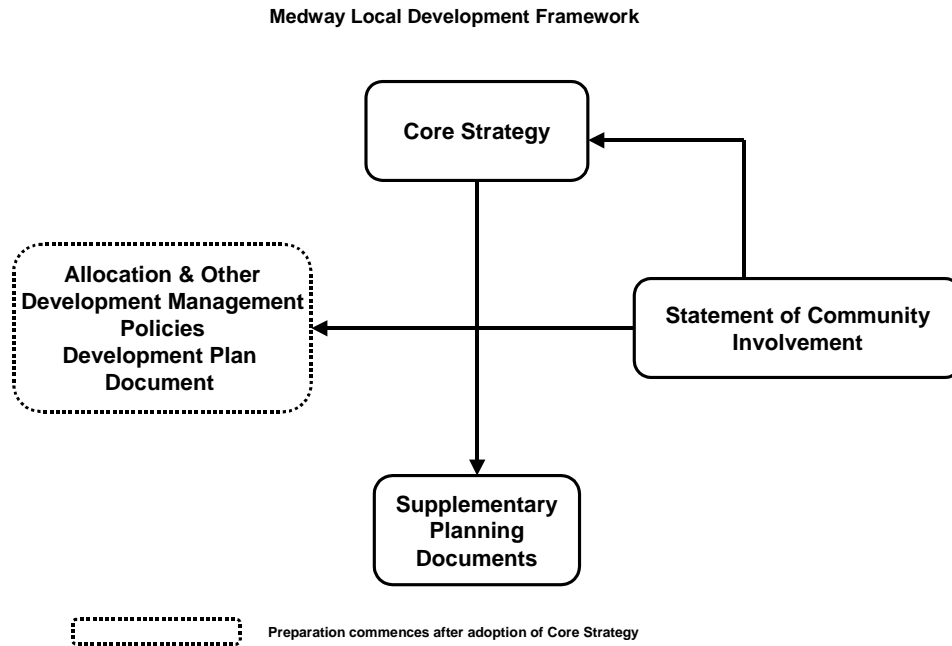 Medway Local Development Framework
Core Strategy
Allocation & Other
Development Management
Policies
Development Plan
Document
Statement of Community
Involvement
Supplementary
Planning
Documents
Preparation commences after adoption of Core Strategy